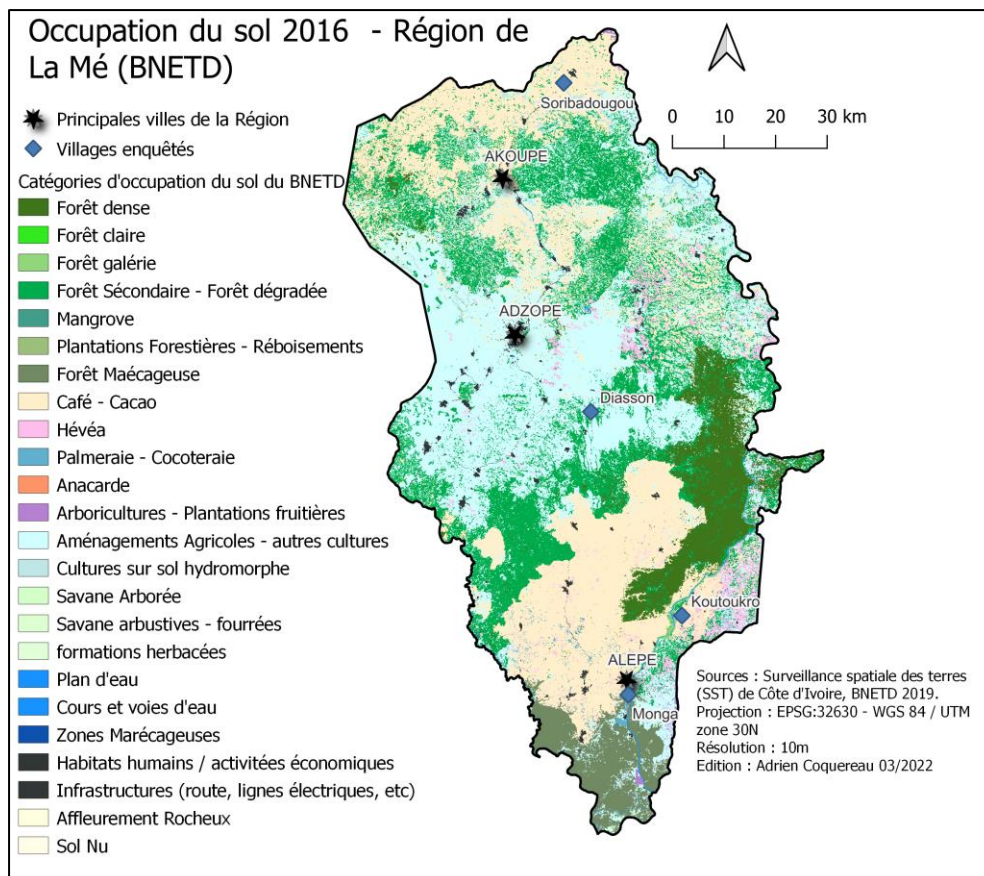 Occupation du sol 2016 - Région de
La Mé (BNETD)
Principales villes de la Région
Villages enquêtés
Catégories d'occupation du sol du BNETD
Forêt dense
Forêt claire
Forêt galérie
Forêt Sécondaire - Forêt dégradée
Mangrove
Plantations Forestières - Réboisements
Forêt Maécageuse
Café - Cacao
Hévéa
Palmeraie - Cocoteraie
Anacarde
Arboricultures - Plantations fruitières
Aménagements Agricoles - autres cultures
Cultures sur sol hydromorphe
Savane Arborée
Savane arbustives - fourrées
formations herbacées
Plan d'eau
Cours et voies d'eau
Zones Marécageuses
Habitats humains / activitées économiques
Infrastructures (route, lignes électriques, etc)
Affleurement Rocheux
Sol Nu
0 10 20 30 km
Soribadougou
AKOUPE
ADZOPE
Diasson
Koutoukro
ALEPE
Monga
Sources : Surveillance spatiale des terres
(SST) de Côte d'Ivoire, BNETD 2019.
Projection : EPSG:32630 - WGS 84 / UTM
zone 30N
Résolution : 10m
Edition : Adrien Coquereau 03/2022